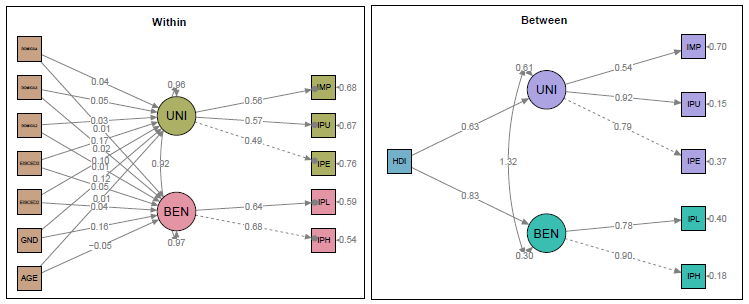 Within
0.04
0.05
0.03
0.01
0.17
0.02
0.10
0.01
0.12
0.05
0.01
0.04
0.16
−0.05
GND
AGE
0.96
UNI
0.92
BEN
0.97
0.56
0.57
0.49
0.64
0.68
IMP
0.68
IPU
0.67
IPE
0.76
IPL
0.59
IPH
0.54
Between
HDI
0.63
0.83
0.61
UNI
1.32
BEN
0.30
0.54
0.92
0.79
0.78
0.90
IMP
0.70
IPU
0.15
IPE
0.37
IPL
0.40
IPH
0.18